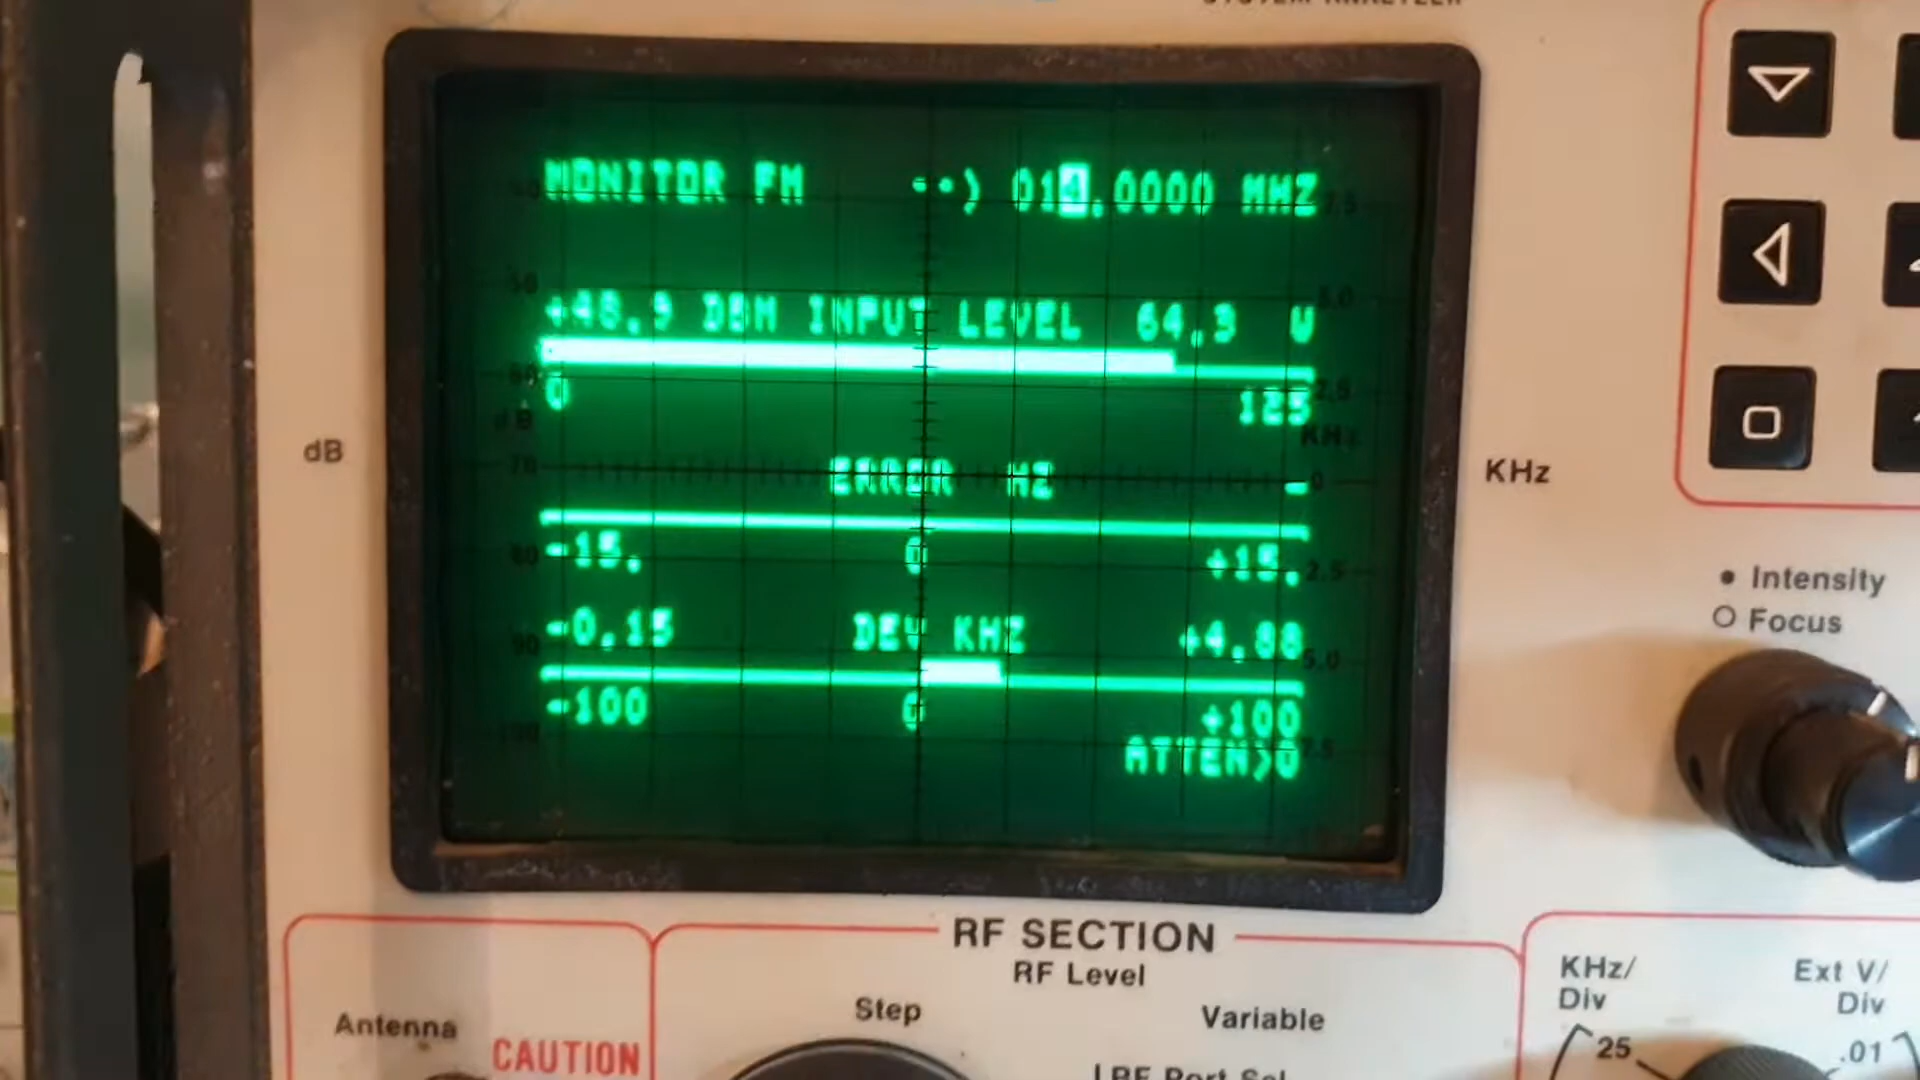 SYSTEM ANALYZER
MONITOR FM ••) 014.0000 MHZ
+48.9 DBM INPUT LEVEL 64.3 W
0 125
dB
KHz
ERROR HZ -
-15. 0 +15.
-0.15 DEV KHZ +4.88
-100 0 +100
ATTEN>0
KHz
Intensity
Focus
RF SECTION
RF Level
Step Variable
Antenna
CAUTION
KHz/
Div
Ext V/
Div
25
.01